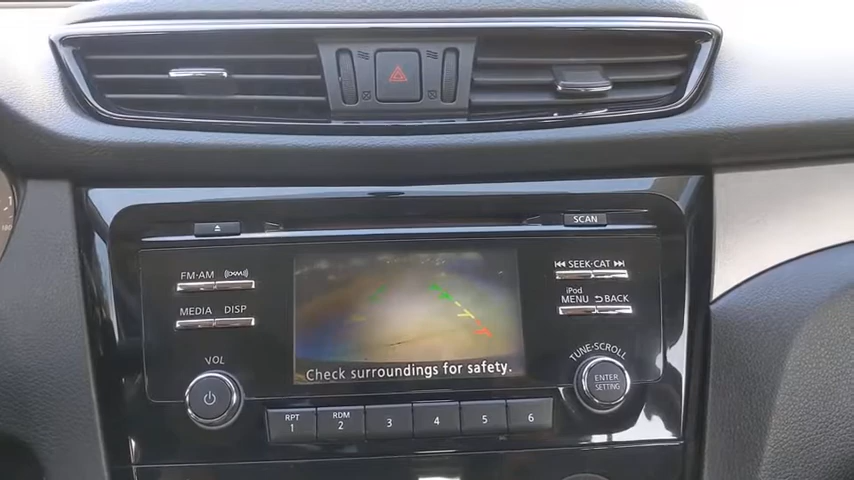 SCAN
FM·AM
SEEK·CAT
iPod
MEDIA
DISP
MENU
BACK
Check surroundings for safety.
VOL
TUNE·SCROLL
ENTER
SETTING
RPT
RDM
1
2
3
4
5
6
180